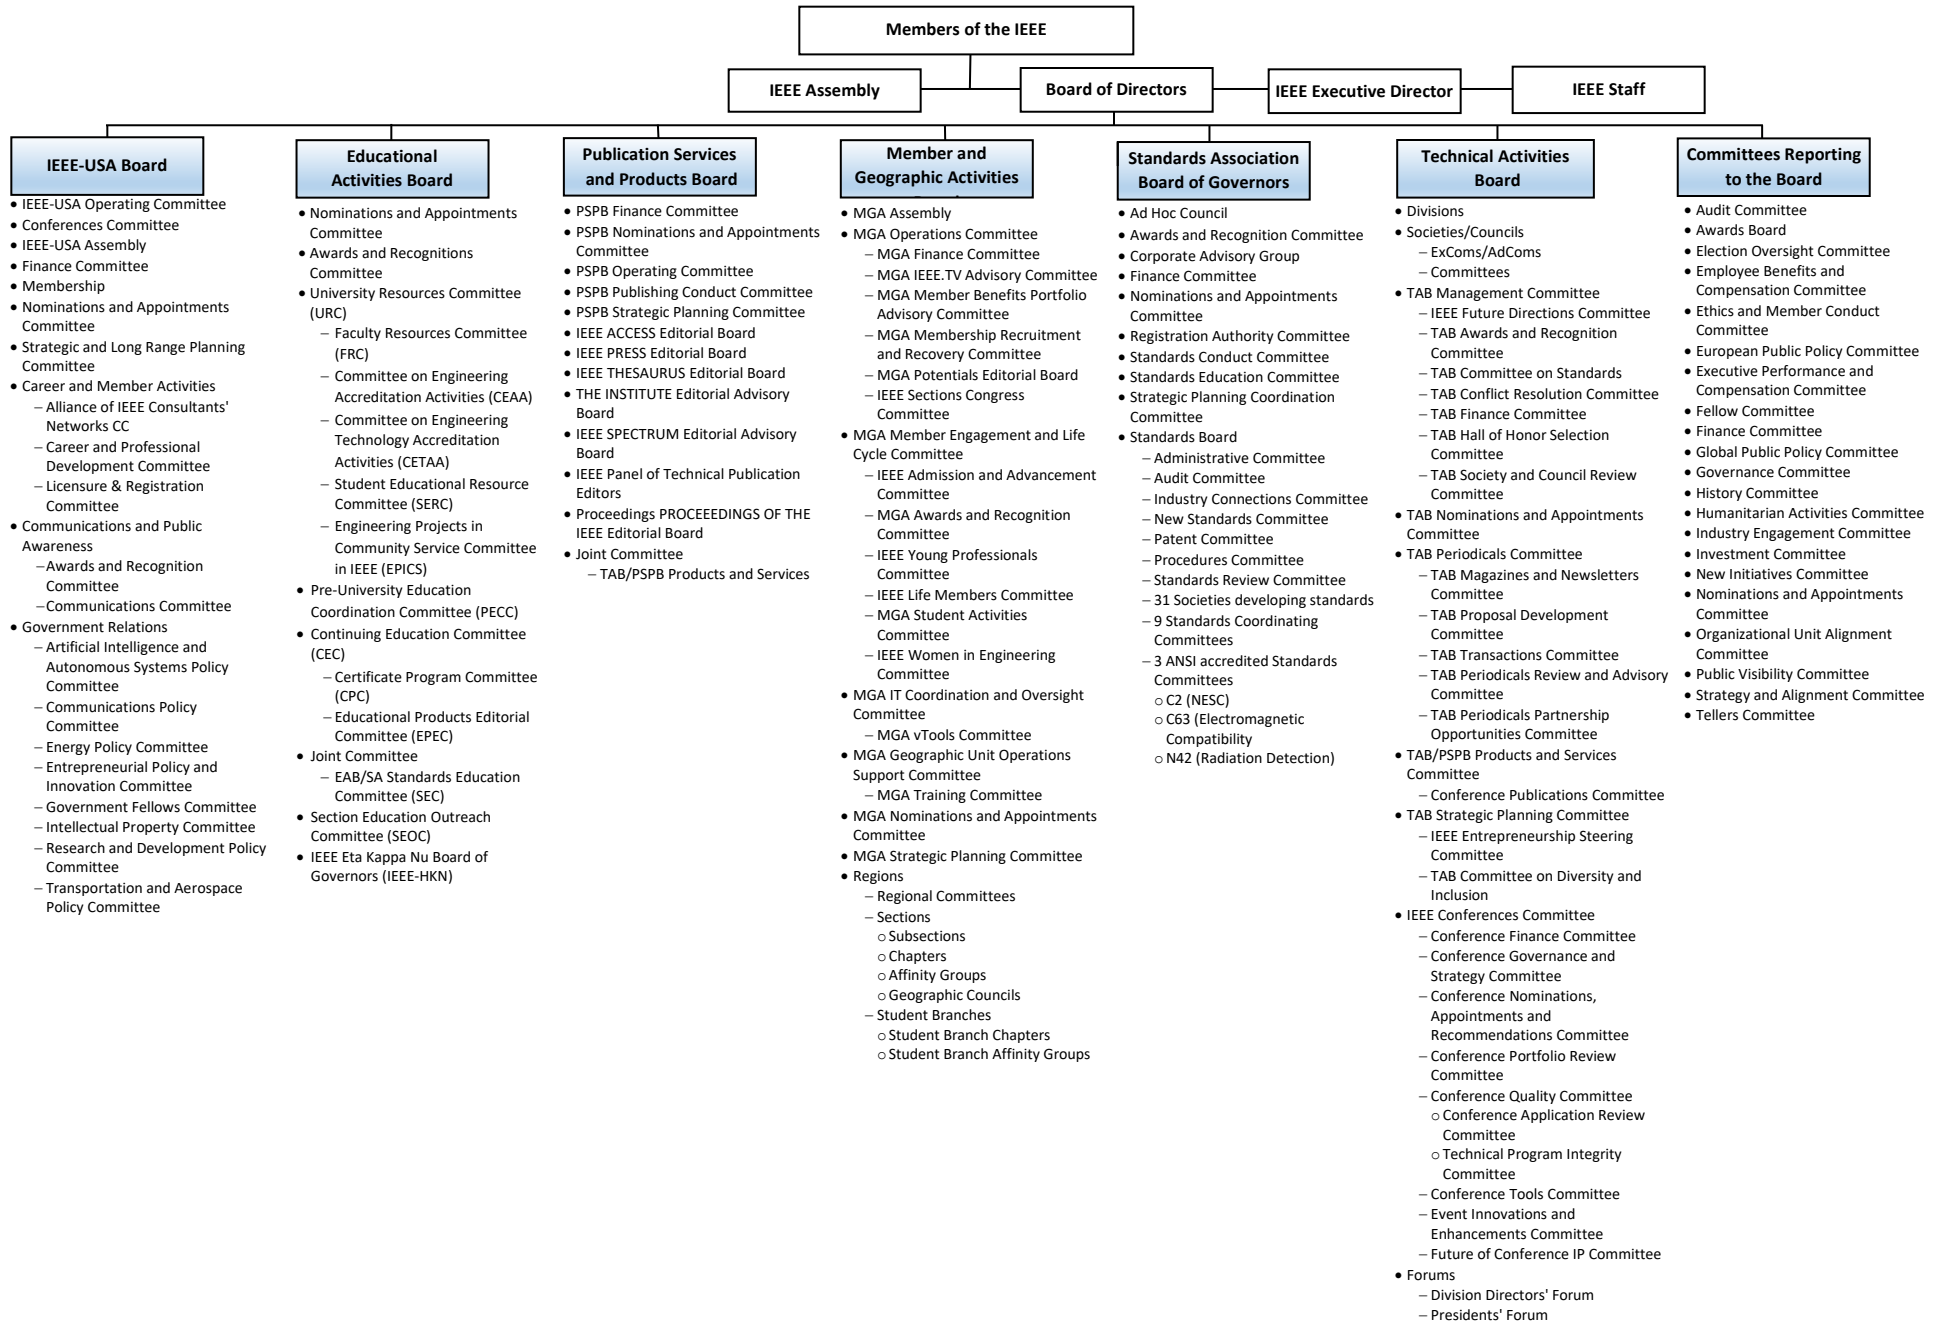 Members of the IEEE
IEEE Assembly
Board of Directors
IEEE Executive Director
IEEE Staff
IEEE-USA Board
• IEEE-USA Operating Committee
• Conferences Committee
• IEEE-USA Assembly
• Finance Committee
• Membership
• Nominations and Appointments
Committee
• Strategic and Long Range Planning
Committee
• Career and Member Activities
– Alliance of IEEE Consultants'
Networks CC
– Career and Professional
Development Committee
– Licensure & Registration
Committee
• Communications and Public
Awareness
– Awards and Recognition
Committee
– Communications Committee
• Government Relations
– Artificial Intelligence and
Autonomous Systems Policy
Committee
– Communications Policy
Committee
– Energy Policy Committee
– Entrepreneurial Policy and
Innovation Committee
– Government Fellows Committee
– Intellectual Property Committee
– Research and Development Policy
Committee
– Transportation and Aerospace
Policy Committee
Educational
Activities Board
• Nominations and Appointments
Committee
• Awards and Recognitions
Committee
• University Resources Committee
(URC)
– Faculty Resources Committee
(FRC)
– Committee on Engineering
Accreditation Activities (CEAA)
– Committee on Engineering
Technology Accreditation
Activities (CETAA)
– Student Educational Resource
Committee (SERC)
– Engineering Projects in
Community Service Committee
in IEEE (EPICS)
• Pre-University Education
Coordination Committee (PECC)
• Continuing Education Committee
(CEC)
– Certificate Program Committee
(CPC)
– Educational Products Editorial
Committee (EPEC)
• Joint Committee
– EAB/SA Standards Education
Committee (SEC)
• Section Education Outreach
Committee (SEOC)
• IEEE Eta Kappa Nu Board of
Governors (IEEE-HKN)
Publication Services
and Products Board
• PSPB Finance Committee
• PSPB Nominations and Appointments
Committee
• PSPB Operating Committee
• PSPB Publishing Conduct Committee
• PSPB Strategic Planning Committee
• IEEE ACCESS Editorial Board
• IEEE PRESS Editorial Board
• IEEE THESAURUS Editorial Board
• THE INSTITUTE Editorial Advisory
Board
• IEEE SPECTRUM Editorial Advisory
Board
• IEEE Panel of Technical Publication
Editors
• Proceedings PROCEEEDINGS OF THE
IEEE Editorial Board
• Joint Committee
– TAB/PSPB Products and Services
Member and
Geographic Activities
• MGA Assembly
• MGA Operations Committee
– MGA Finance Committee
– MGA IEEE.TV Advisory Committee
– MGA Member Benefits Portfolio
Advisory Committee
– MGA Membership Recruitment
and Recovery Committee
– MGA Potentials Editorial Board
– IEEE Sections Congress
Committee
• MGA Member Engagement and Life
Cycle Committee
– IEEE Admission and Advancement
Committee
– MGA Awards and Recognition
Committee
– IEEE Young Professionals
Committee
– IEEE Life Members Committee
– MGA Student Activities
Committee
– IEEE Women in Engineering
Committee
• MGA IT Coordination and Oversight
Committee
– MGA vTools Committee
• MGA Geographic Unit Operations
Support Committee
– MGA Training Committee
• MGA Nominations and Appointments
Committee
• MGA Strategic Planning Committee
• Regions
– Regional Committees
– Sections
o Subsections
o Chapters
o Affinity Groups
o Geographic Councils
– Student Branches
o Student Branch Chapters
o Student Branch Affinity Groups
Standards Association
Board of Governors
• Ad Hoc Council
• Awards and Recognition Committee
• Corporate Advisory Group
• Finance Committee
• Nominations and Appointments
Committee
• Registration Authority Committee
• Standards Conduct Committee
• Standards Education Committee
• Strategic Planning Coordination
Committee
• Standards Board
– Administrative Committee
– Audit Committee
– Industry Connections Committee
– New Standards Committee
– Patent Committee
– Procedures Committee
– Standards Review Committee
– 31 Societies developing standards
– 9 Standards Coordinating
Committees
– 3 ANSI accredited Standards
Committees
o C2 (NESC)
o C63 (Electromagnetic
Compatibility
o N42 (Radiation Detection)
Technical Activities
Board
• Divisions
• Societies/Councils
– ExComs/AdComs
– Committees
• TAB Management Committee
– IEEE Future Directions Committee
– TAB Awards and Recognition
Committee
– TAB Committee on Standards
– TAB Conflict Resolution Committee
– TAB Finance Committee
– TAB Hall of Honor Selection
Committee
– TAB Society and Council Review
Committee
• TAB Nominations and Appointments
Committee
• TAB Periodicals Committee
– TAB Magazines and Newsletters
Committee
– TAB Proposal Development
Committee
– TAB Transactions Committee
– TAB Periodicals Review and Advisory
Committee
– TAB Periodicals Partnership
Opportunities Committee
• TAB/PSPB Products and Services
Committee
– Conference Publications Committee
• TAB Strategic Planning Committee
– IEEE Entrepreneurship Steering
Committee
– TAB Committee on Diversity and
Inclusion
• IEEE Conferences Committee
– Conference Finance Committee
– Conference Governance and
Strategy Committee
– Conference Nominations,
Appointments and
Recommendations Committee
– Conference Portfolio Review
Committee
– Conference Quality Committee
o Conference Application Review
Committee
o Technical Program Integrity
Committee
– Conference Tools Committee
– Event Innovations and
Enhancements Committee
– Future of Conference IP Committee
• Forums
– Division Directors' Forum
– Presidents' Forum
Committees Reporting
to the Board
• Audit Committee
• Awards Board
• Election Oversight Committee
• Employee Benefits and
Compensation Committee
• Ethics and Member Conduct
Committee
• European Public Policy Committee
• Executive Performance and
Compensation Committee
• Fellow Committee
• Finance Committee
• Global Public Policy Committee
• Governance Committee
• History Committee
• Humanitarian Activities Committee
• Industry Engagement Committee
• Investment Committee
• New Initiatives Committee
• Nominations and Appointments
Committee
• Organizational Unit Alignment
Committee
• Public Visibility Committee
• Strategy and Alignment Committee
• Tellers Committee